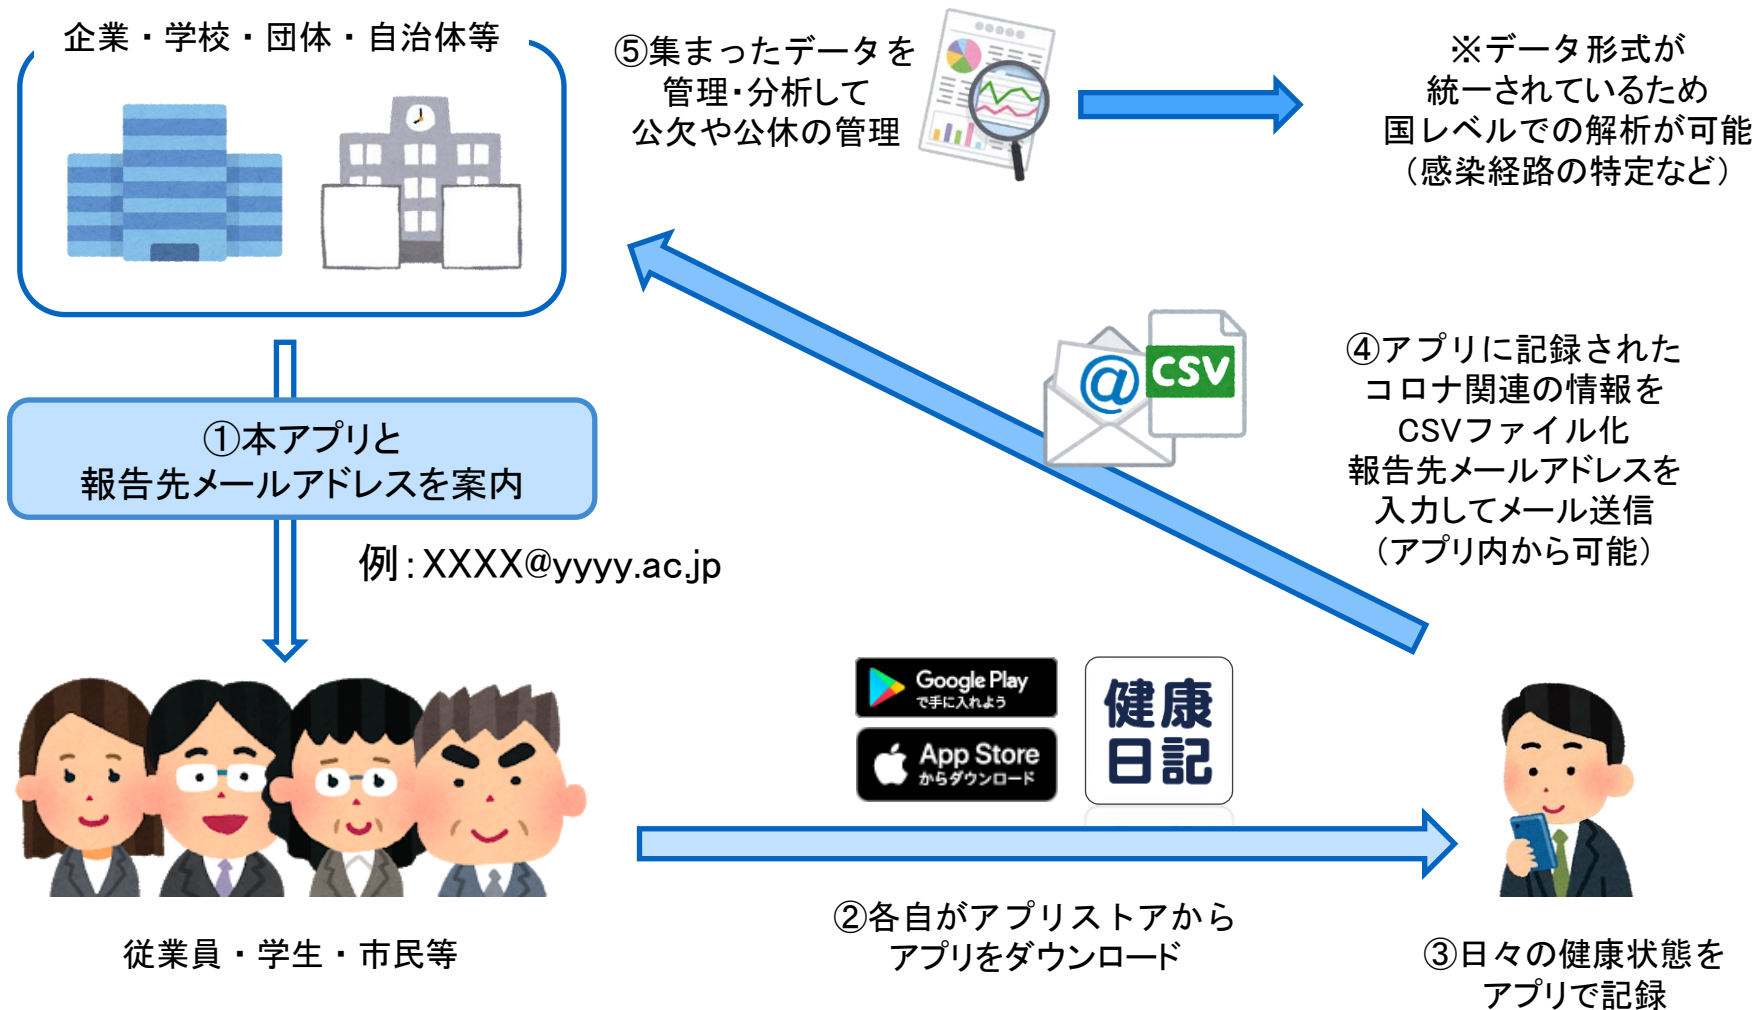 企業・学校・団体・自治体等
⑤集まったデータを
管理・分析して
公欠や公休の管理
※データ形式が
統一されているため
国レベルでの解析が可能
（感染経路の特定など）
①本アプリと
報告先メールアドレスを案内
例：XXXX@yyyy.ac.jp
@
CSV
④アプリに記録された
コロナ関連の情報を
CSVファイル化
報告先メールアドレスを
入力してメール送信
（アプリ内から可能）
従業員・学生・市民等
Google Play
で手に入れよう
App Store
からダウンロード
健康
日記
②各自がアプリストアから
アプリをダウンロード
③日々の健康状態を
アプリで記録